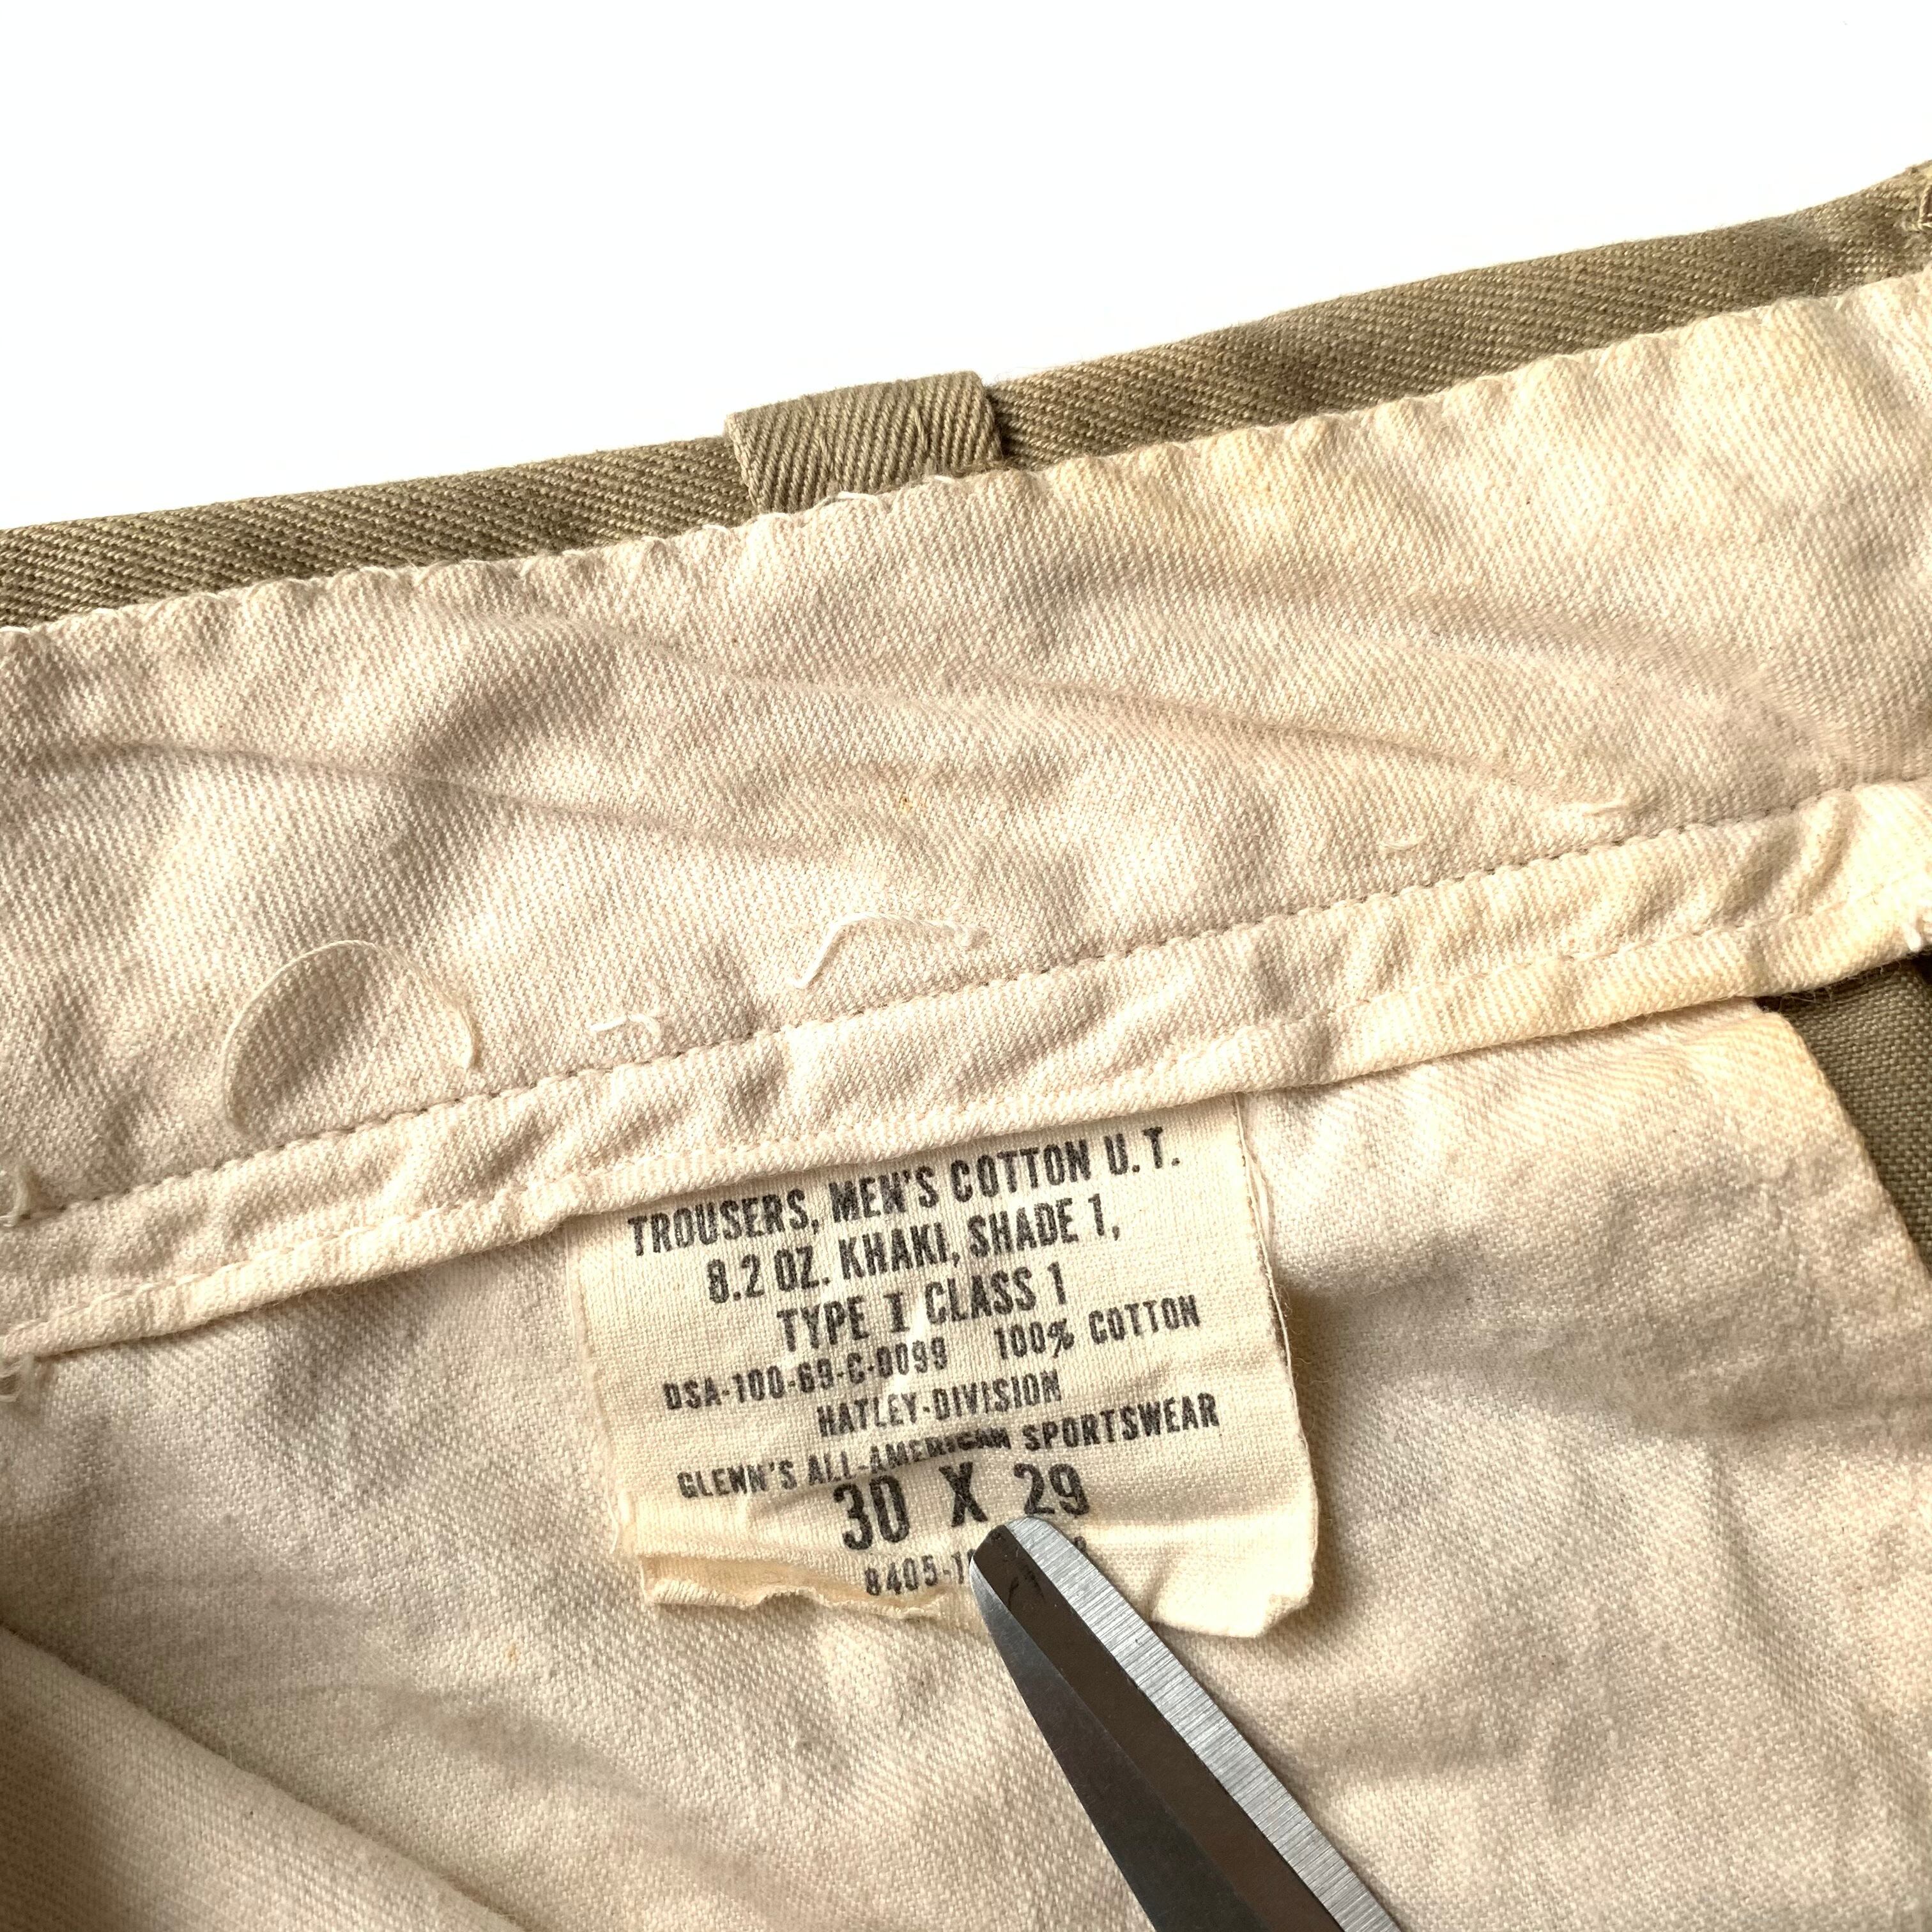 TROUSERS, MEN'S COTTON U.T.
8.2 OZ. KHAKI, SHADE 1,
TYPE I CLASS 1
DSA-100-69-C-0099 100% COTTON
HATLEY-DIVISION
GLENN'S ALL-AMERICAN SPORTSWEAR
30 X 29